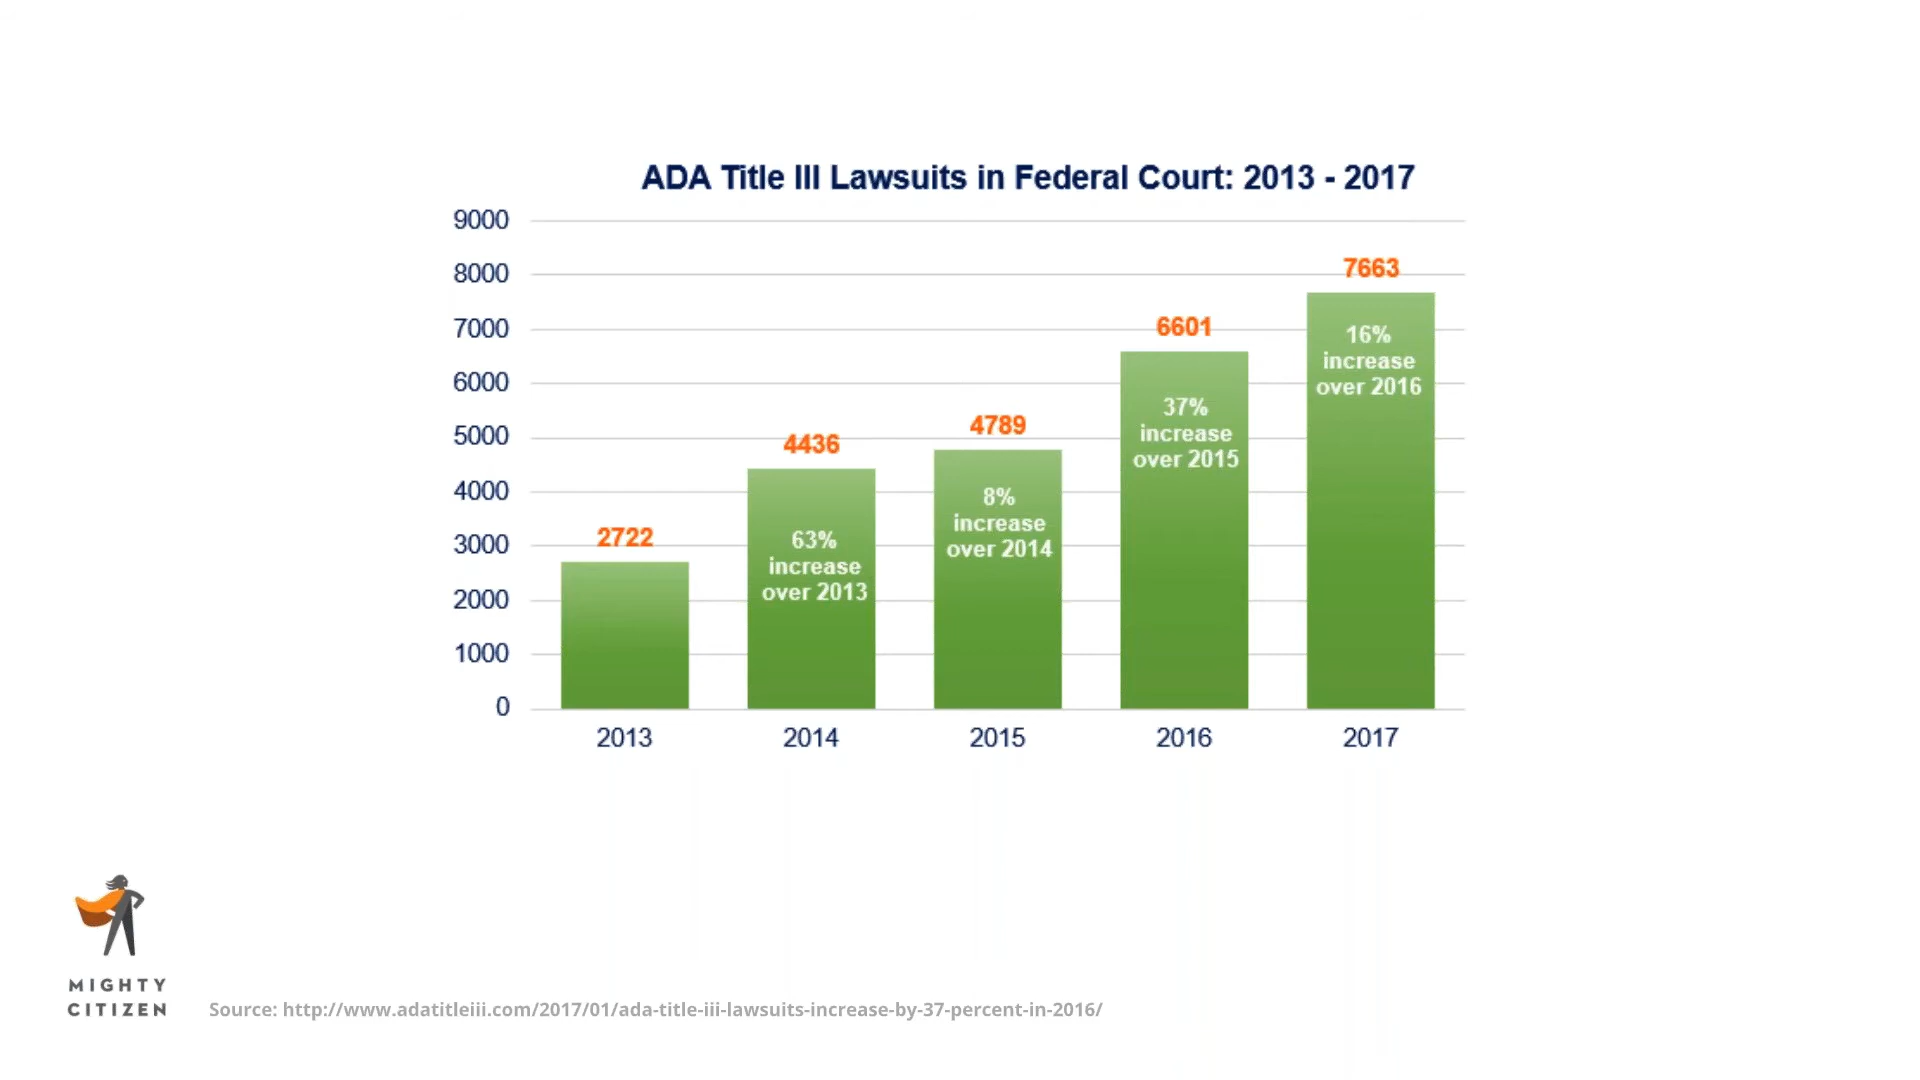 ADA Title III Lawsuits in Federal Court: 2013 - 2017
9000
8000
7000
6000
5000
4000
3000
2000
1000
0
2722
4436
63%
increase
over 2013
4789
8%
increase
over 2014
6601
37%
increase
over 2015
7663
16%
increase
over 2016
2013
2014
2015
2016
2017
MIGHTY
CITIZEN
Source: http://www.adatitleiii.com/2017/01/ada-title-iii-lawsuits-increase-by-37-percent-in-2016/